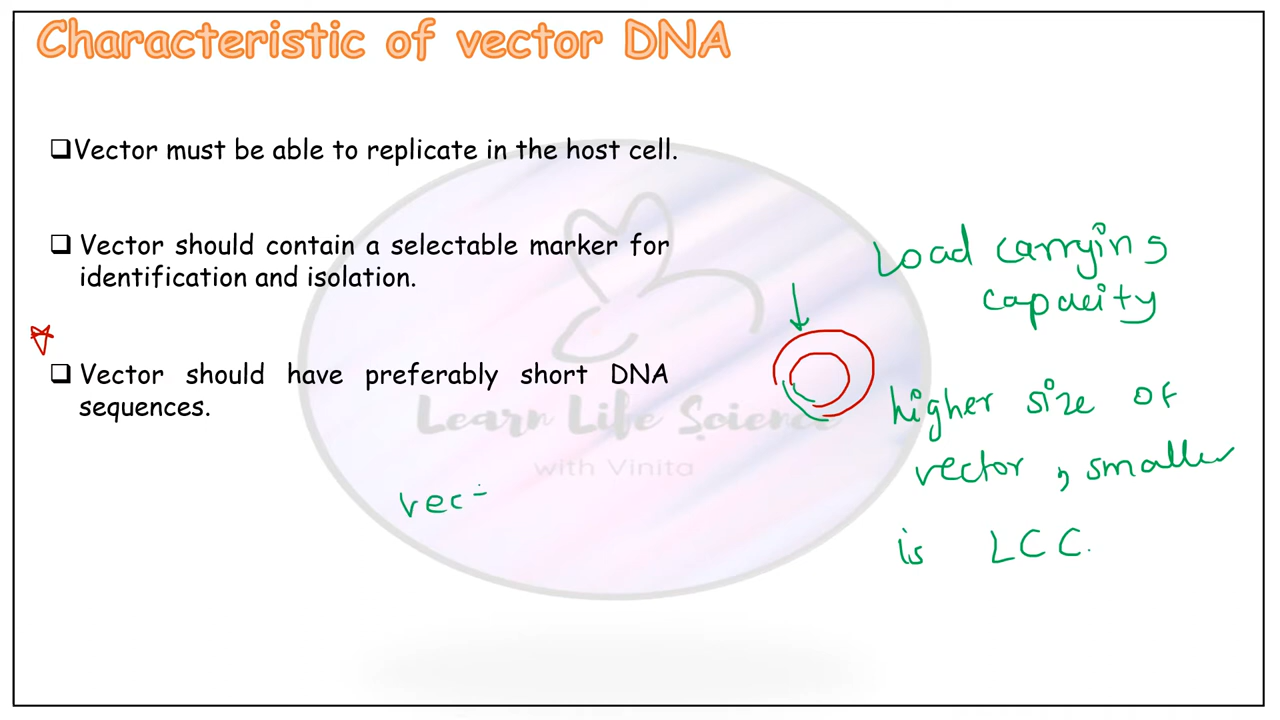 Characteristic of vector DNA
Vector must be able to replicate in the host cell.
Vector should contain a selectable marker for
identification and isolation.
Vector should have preferably short DNA
sequences.
Learn Life Science
with Vinita
vec-
Load carrying
capacity
higher size of
vector, smaller
is LCC.